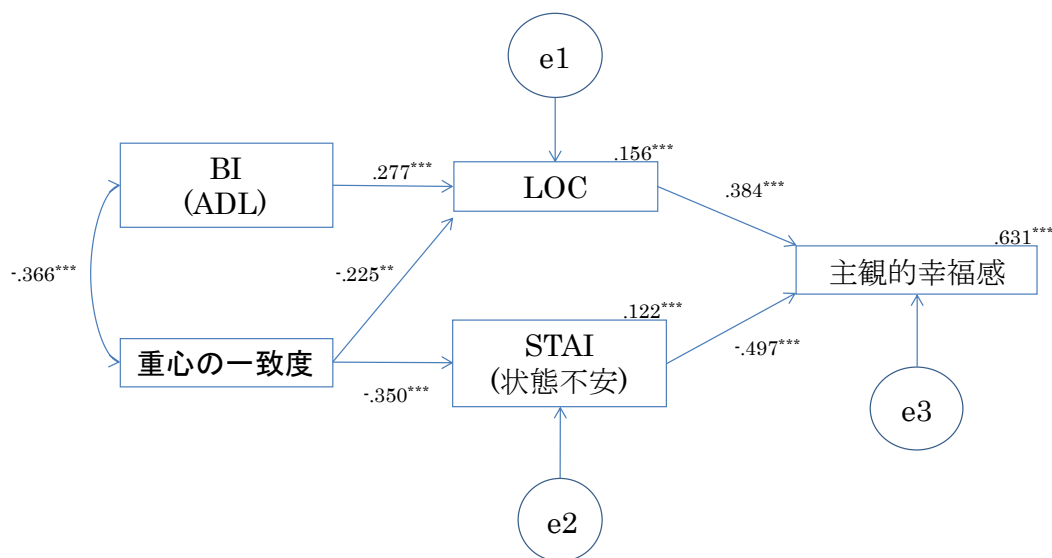 e1
.156***
BI
(ADL)
.277***
LOC
.384***
.631***
-.366***
-.225**
主観的幸福感
.122***
重心の一致度
STAI
(状態不安)
-.497***
-.350***
e3
e2